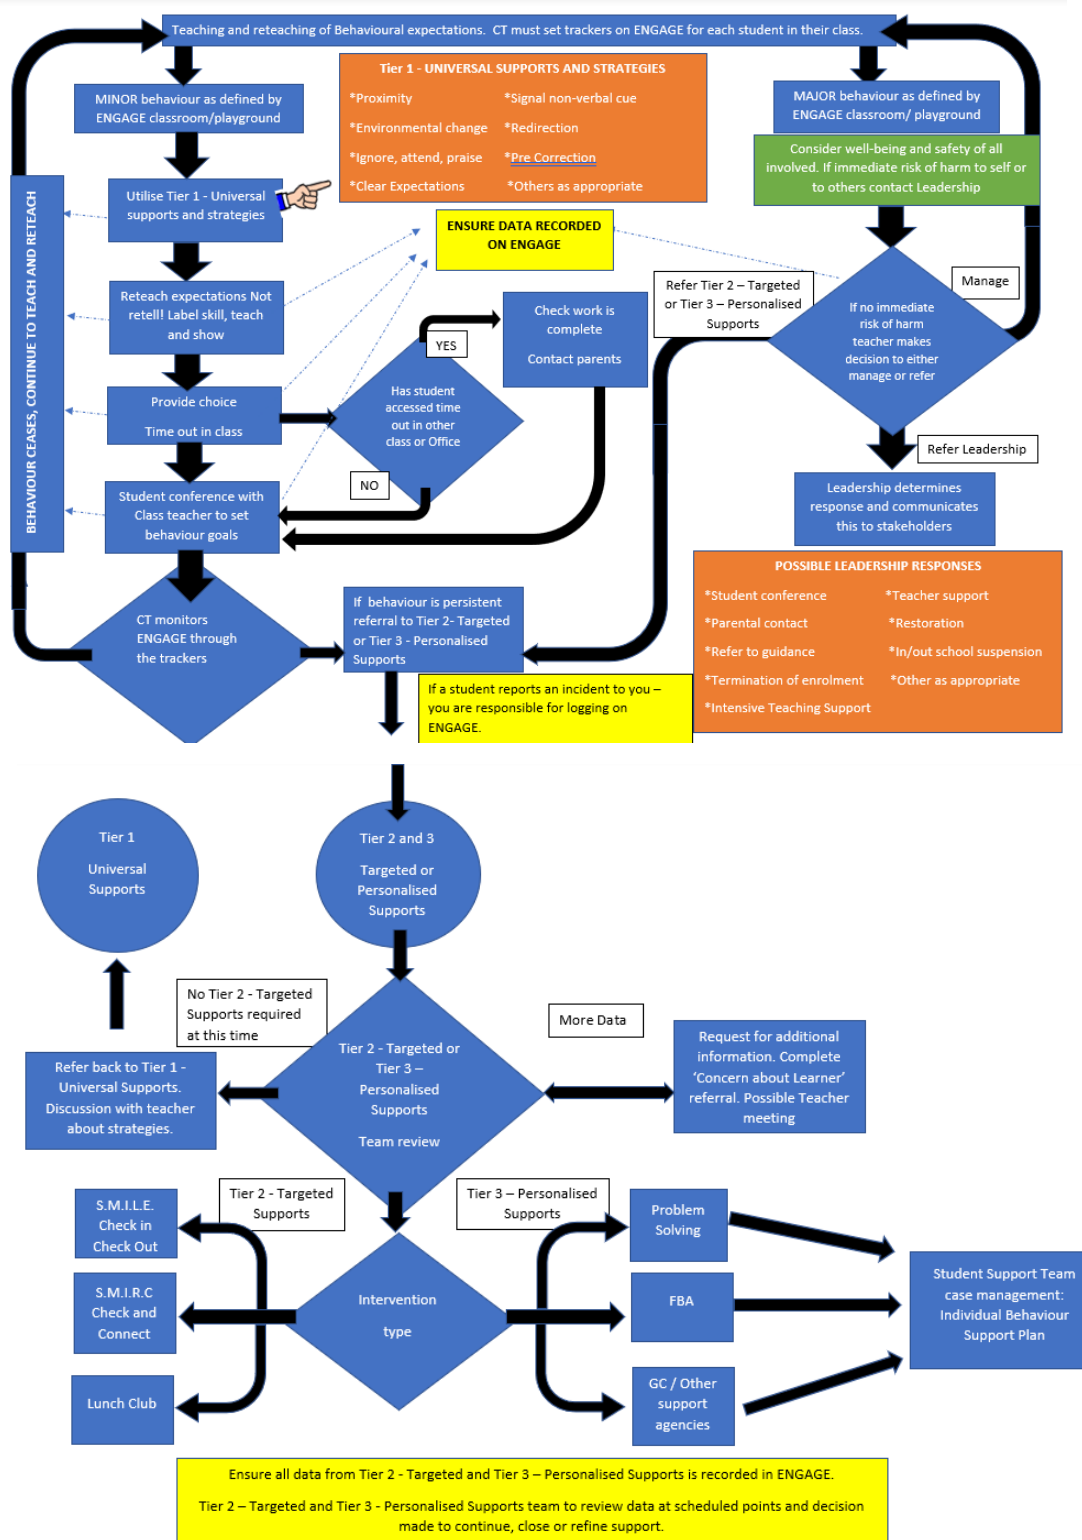 Teaching and reteaching of Behavioural expectations. CT must set trackers on ENGAGE for each student in their class.
MINOR behaviour as defined by
ENGAGE classroom/playground
Tier 1 - UNIVERSAL SUPPORTS AND STRATEGIES
*Proximity *Signal non-verbal cue
*Environmental change *Redirection
*Ignore, attend, praise *Pre Correction
*Clear Expectations *Others as appropriate
MAJOR behaviour as defined by
ENGAGE classroom/ playground
Consider well-being and safety of all
involved. If immediate risk of harm to self or
to others contact Leadership
BEHAVIOUR CEASES, CONTINUE TO TEACH AND RETEACH
Utilise Tier 1 - Universal
supports and strategies
ENSURE DATA RECORDED
ON ENGAGE
Reteach expectations Not
retell! Label skill, teach
and show
Refer Tier 2 – Targeted
or Tier 3 – Personalised
Supports
Manage
If no immediate
risk of harm
teacher makes
decision to either
manage or refer
Check work is
complete
Contact parents
YES
Has student
accessed time
out in other
class or Office
NO
Provide choice
Time out in class
Refer Leadership
Student conference with
Class teacher to set
behaviour goals
Leadership determines
response and communicates
this to stakeholders
POSSIBLE LEADERSHIP RESPONSES
*Student conference *Teacher support
*Parental contact *Restoration
*Refer to guidance *In/out school suspension
*Termination of enrolment *Other as appropriate
*Intensive Teaching Support
CT monitors
ENGAGE through
the trackers
If behaviour is persistent
referral to Tier 2- Targeted
or Tier 3 - Personalised
Supports
If a student reports an incident to you –
you are responsible for logging on
ENGAGE.
Tier 1
Universal
Supports
Tier 2 and 3
Targeted or
Personalised
Supports
No Tier 2 - Targeted
Supports required
at this time
More Data
Tier 2 - Targeted or
Tier 3 –
Personalised
Supports
Team review
Refer back to Tier 1 -
Universal Supports.
Discussion with teacher
about strategies.
Request for additional
information. Complete
‘Concern about Learner’
referral. Possible Teacher
meeting
Tier 2 - Targeted
Supports
Tier 3 – Personalised
Supports
S.M.I.L.E.
Check in
Check Out
S.M.I.R.C
Check and
Connect
Lunch Club
Intervention
type
Problem
Solving
FBA
GC / Other
support
agencies
Student Support Team
case management:
Individual Behaviour
Support Plan
Ensure all data from Tier 2 - Targeted and Tier 3 – Personalised Supports is recorded in ENGAGE.
Tier 2 – Targeted and Tier 3 - Personalised Supports team to review data at scheduled points and decision
made to continue, close or refine support.